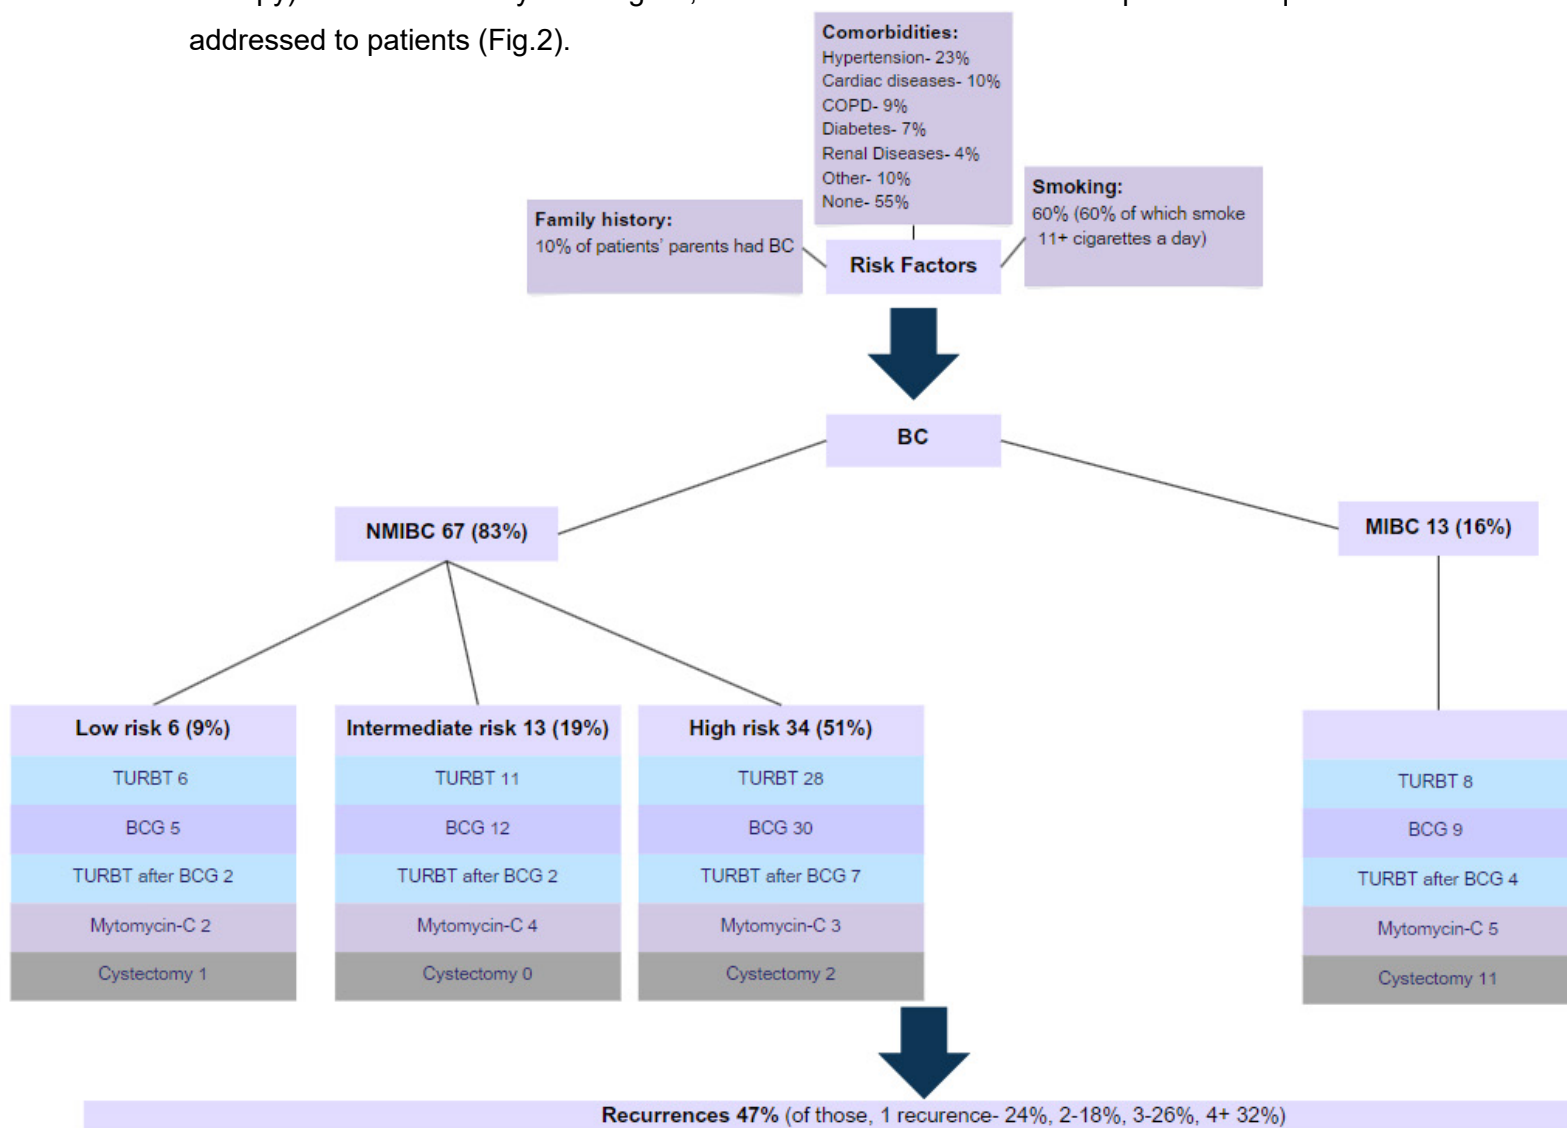 addressed to patients (Fig.2).
Comorbidities:
Hypertension- 23%
Cardiac diseases- 10%
COPD- 9%
Diabetes- 7%
Renal Diseases- 4%
Other- 10%
None- 55%
Family history:
10% of patients' parents had BC
Smoking:
60% (60% of which smoke
11+ cigarettes a day)
Risk Factors
BC
NMIBC 67 (83%)
MIBC 13 (16%)
Low risk 6 (9%)
TURBT 6
BCG 5
TURBT after BCG 2
Mytomycin-C 2
Cystectomy 1
Intermediate risk 13 (19%)
TURBT 11
BCG 12
TURBT after BCG 2
Mytomycin-C 4
Cystectomy 0
High risk 34 (51%)
TURBT 28
BCG 30
TURBT after BCG 7
Mytomycin-C 3
Cystectomy 2
TURBT 8
BCG 9
TURBT after BCG 4
Mytomycin-C 5
Cystectomy 11
Recurrences 47% (of those, 1 recurence- 24%, 2-18%, 3-26%, 4+ 32%)